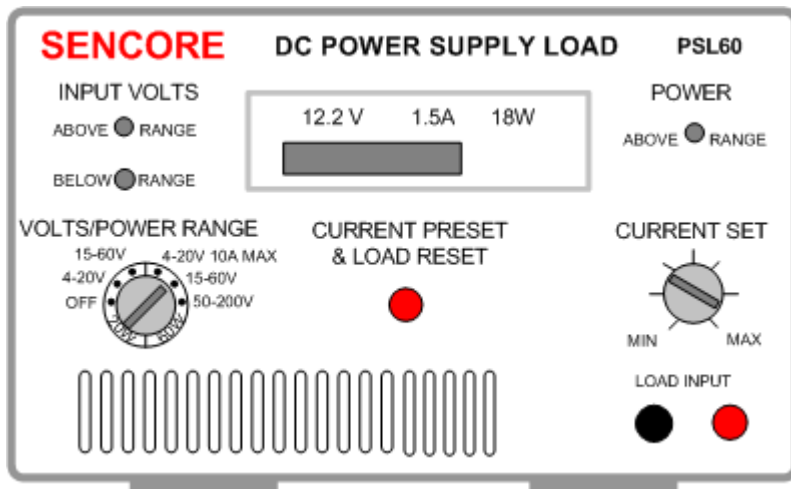 SENCORE DC POWER SUPPLY LOAD PSL60
INPUT VOLTS
ABOVE RANGE
BELOW RANGE
12.2 V 1.5A 18W
POWER
ABOVE RANGE
VOLTS/POWER RANGE
15-60V 4-20V 10A MAX
4-20V 15-60V
OFF 50-200V
20W 60W
CURRENT PRESET
& LOAD RESET
CURRENT SET
MIN MAX
LOAD INPUT